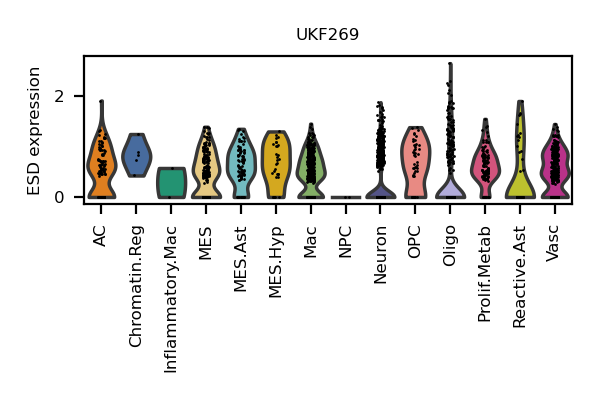 UKF269
ESD expression
2
0
AC
Chromatin.Reg
Inflammatory.Mac
MES
MES.Ast
MES.Hyp
Mac
NPC
Neuron
OPC
Oligo
Prolif.Metab
Reactive.Ast
Vasc